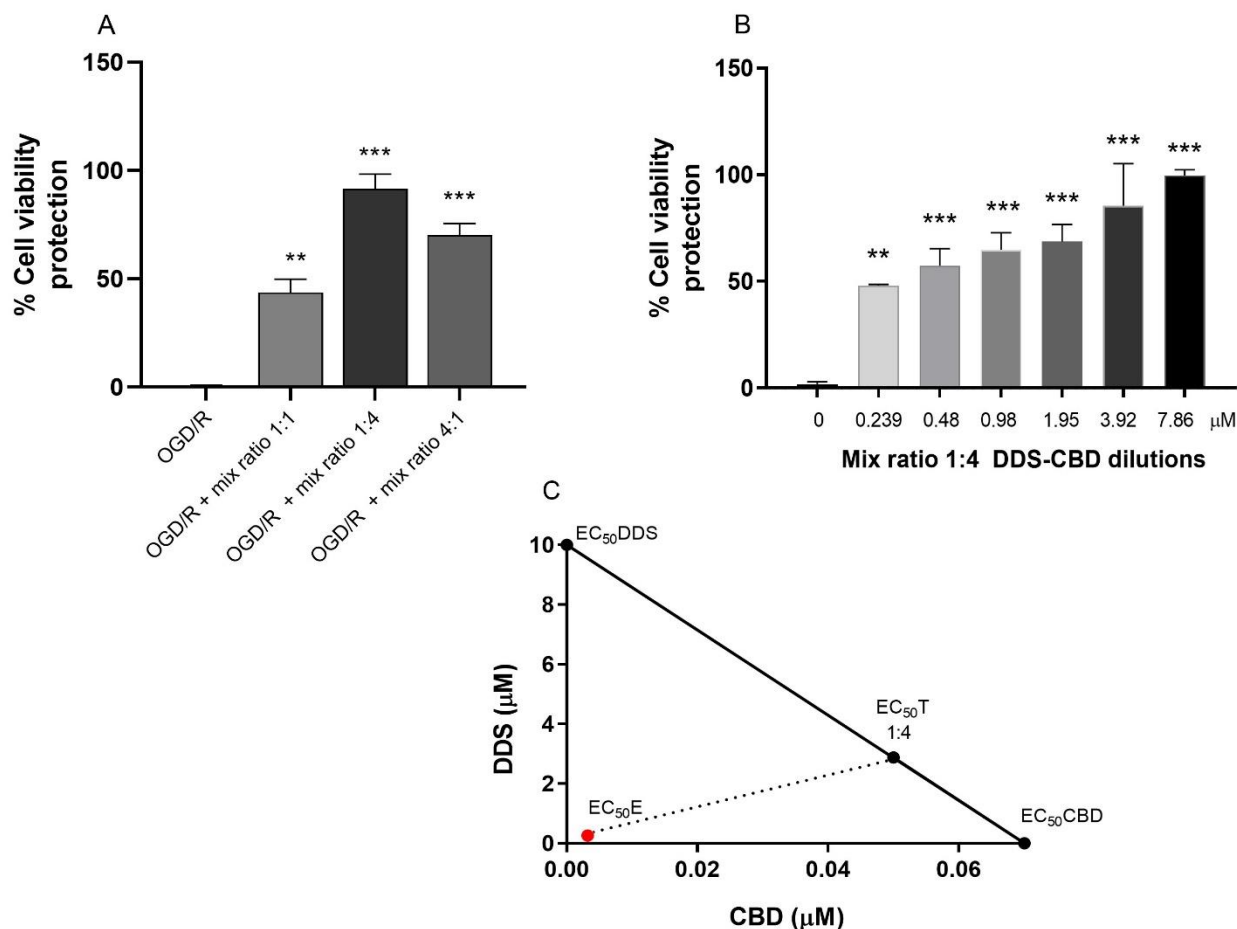 A
% Cell viability
protection
150
100
50
0
**
***
***
OGD/R
OGD/R + mix ratio 1:1
OGD/R + mix ratio 1:4
OGD/R + mix ratio 4:1
B
% Cell viability
protection
150
100
50
0
**
***
***
***
***
***
0 0.239 0.48 0.98 1.95 3.92 7.86 μM
Mix ratio 1:4 DDS-CBD dilutions
C
DDS (μM)
10
8
6
4
2
0
EC₅₀DDS
EC₅₀T
1:4
EC₅₀E
EC₅₀CBD
0.00 0.02 0.04 0.06
CBD (μM)